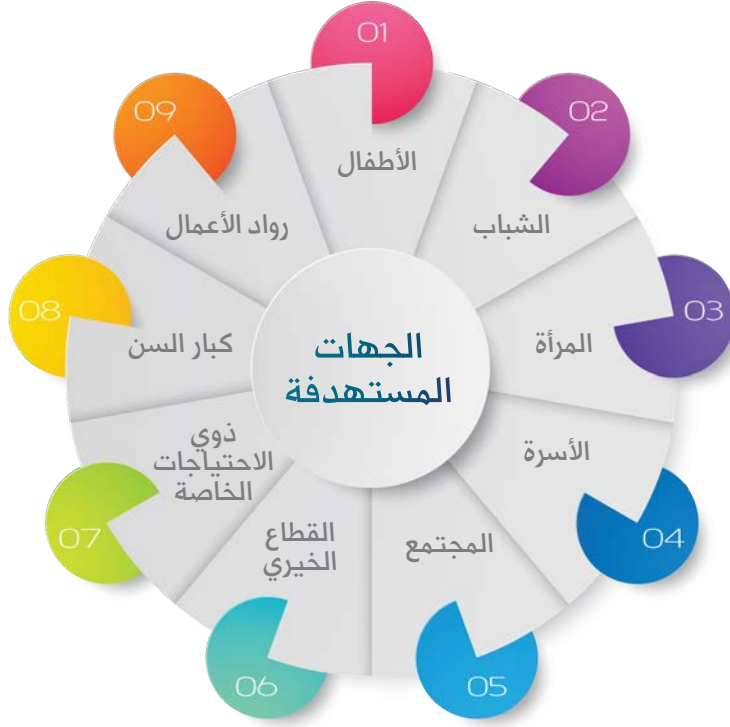 الجهات
المستهدفة
01
الأطفال
02
الشباب
03
المرأة
04
الأسرة
05
المجتمع
06
القطاع
الخيري
07
ذوي
الاحتياجات
الخاصة
08
كبار السن
09
رواد الأعمال